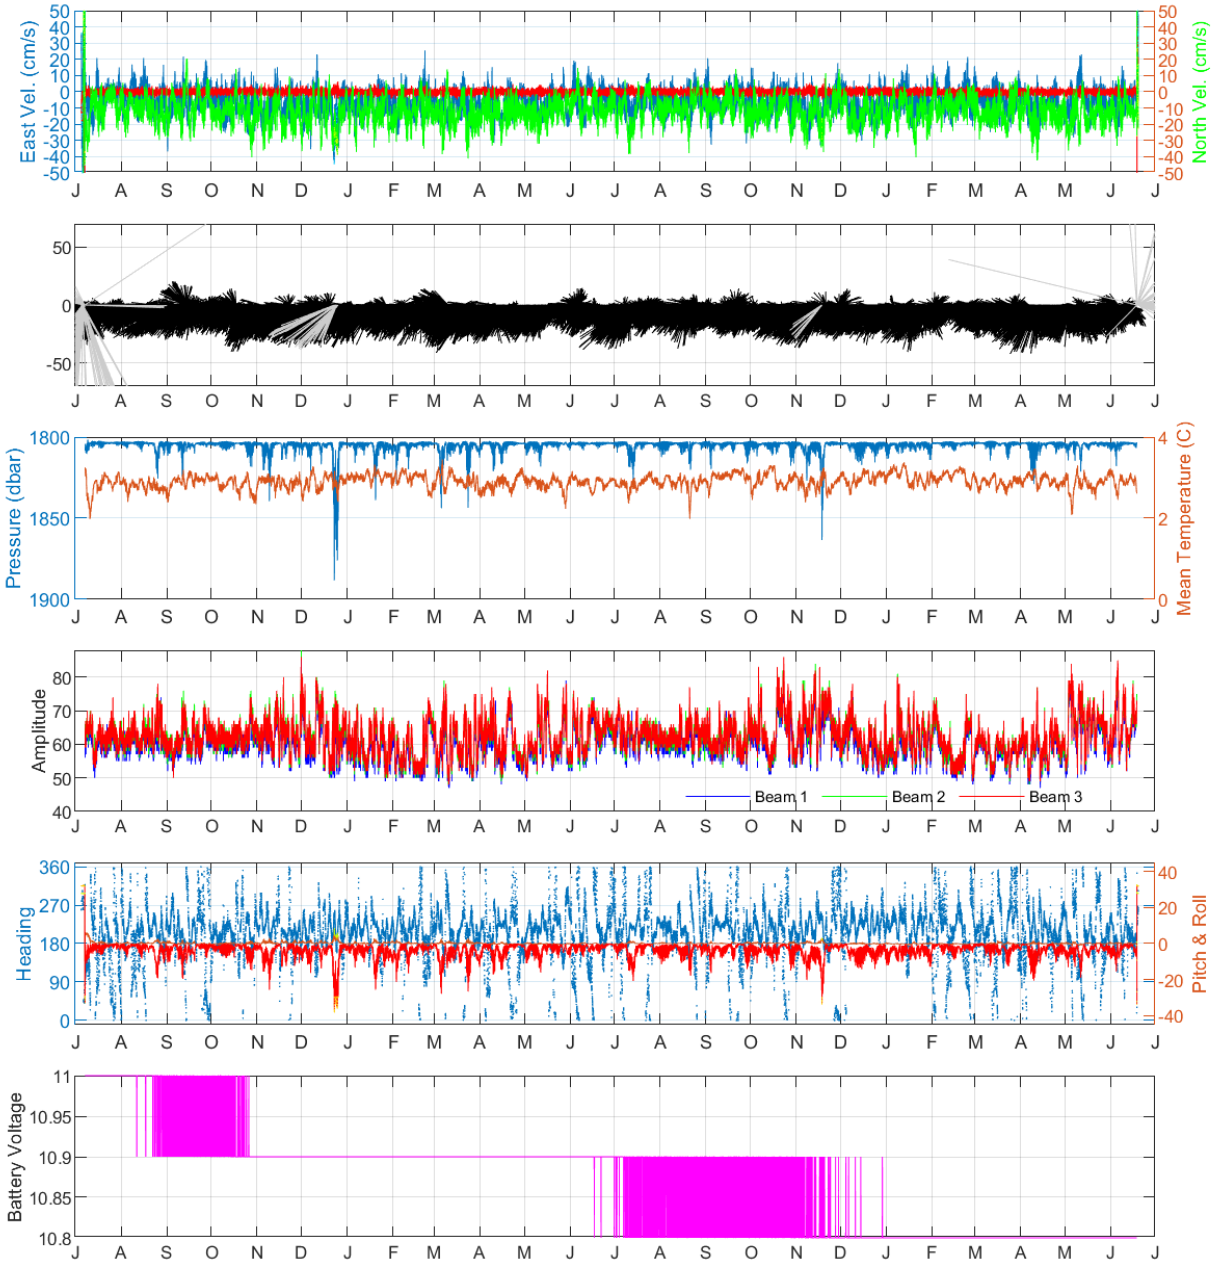 50 40 30 20 10 0 -10 -20 -30 -40 -50
East Vel. (cm/s)
50 40 30 20 10 0 -10 -20 -30 -40 -50
North Vel. (cm/s)
J A S O N D J F M A M J J A S O N D J F M A M J J
50 0 -50
J A S O N D J F M A M J J A S O N D J F M A M J J
1800 1850 1900
Pressure (dbar)
4 2 0
Mean Temperature (C)
J A S O N D J F M A M J J A S O N D J F M A M J J
80 70 60 50 40
Amplitude
Beam 1 Beam 2 Beam 3
J A S O N D J F M A M J J A S O N D J F M A M J J
360 270 180 90 0
Heading
40 20 0 -20 -40
Pitch & Roll
J A S O N D J F M A M J J A S O N D J F M A M J J
11 10.95 10.9 10.85 10.8
Battery Voltage
J A S O N D J F M A M J J A S O N D J F M A M J J